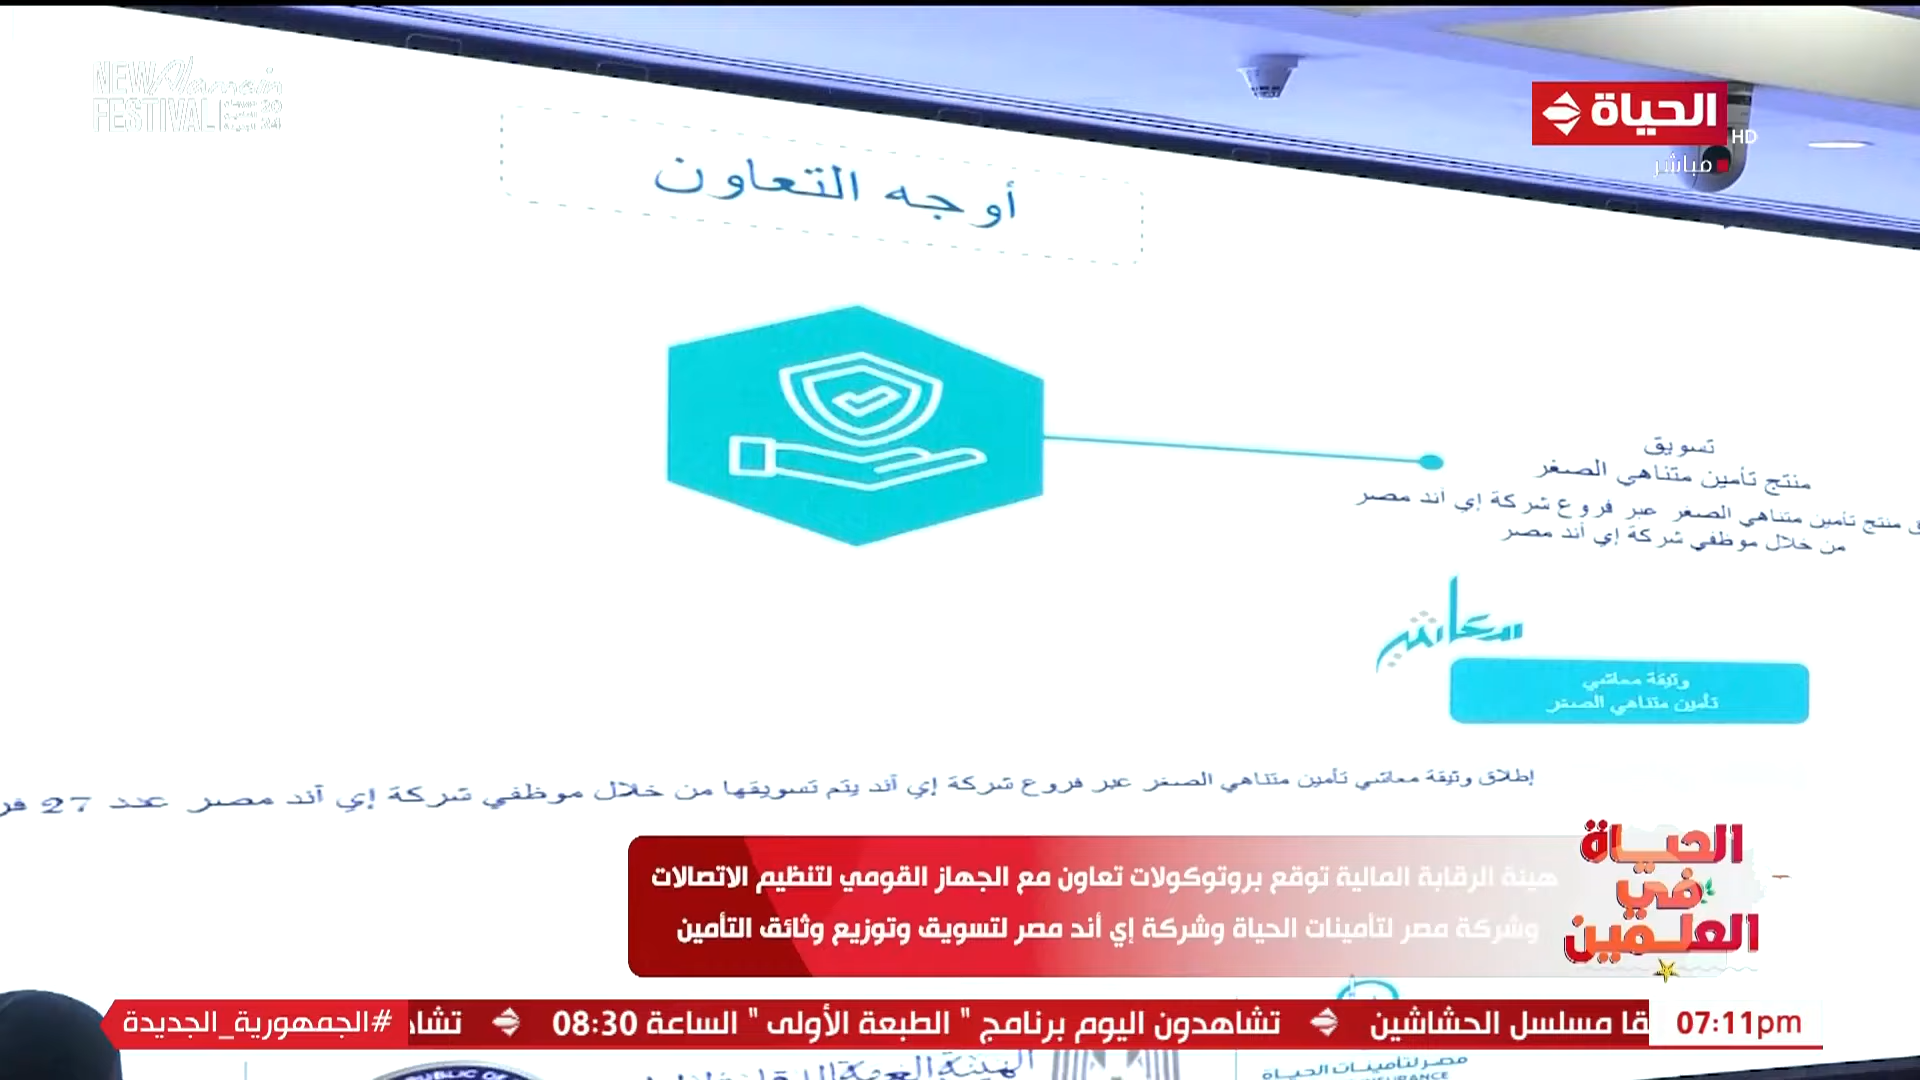 NEW Alamein
FESTIVAL
الحياة
HD
مباشر
أوجه التعاون
تسويق
منتج تأمين متناهي الصغر
منتج تأمين متناهي الصغر عبر فروع شركة إي أند مصر
من خلال موظفي شركة إي أند مصر
معاشي
وثيقة معاشي
تأمين متناهي الصغر
إطلاق وثيقة معاشي تأمين متناهي الصغر عبر فروع شركة إي أند يتم تسويقها من خلال موظفي شركة إي أند مصر عدد 27
هيئة الرقابة المالية توقع بروتوكولات تعاون مع الجهاز القومي لتنظيم الاتصالات
وشركة مصر لتأمينات الحياة وشركة إي أند مصر لتسويق وتوزيع وثائق التأمين
الحياة
في
العلمين
#الجمهورية_الجديدة
مسلسل الحشاشين
تشاهدون اليوم برنامج " الطبعة الأولى " الساعة 08:30
07:11pm
مصر لتأمينات الحياة